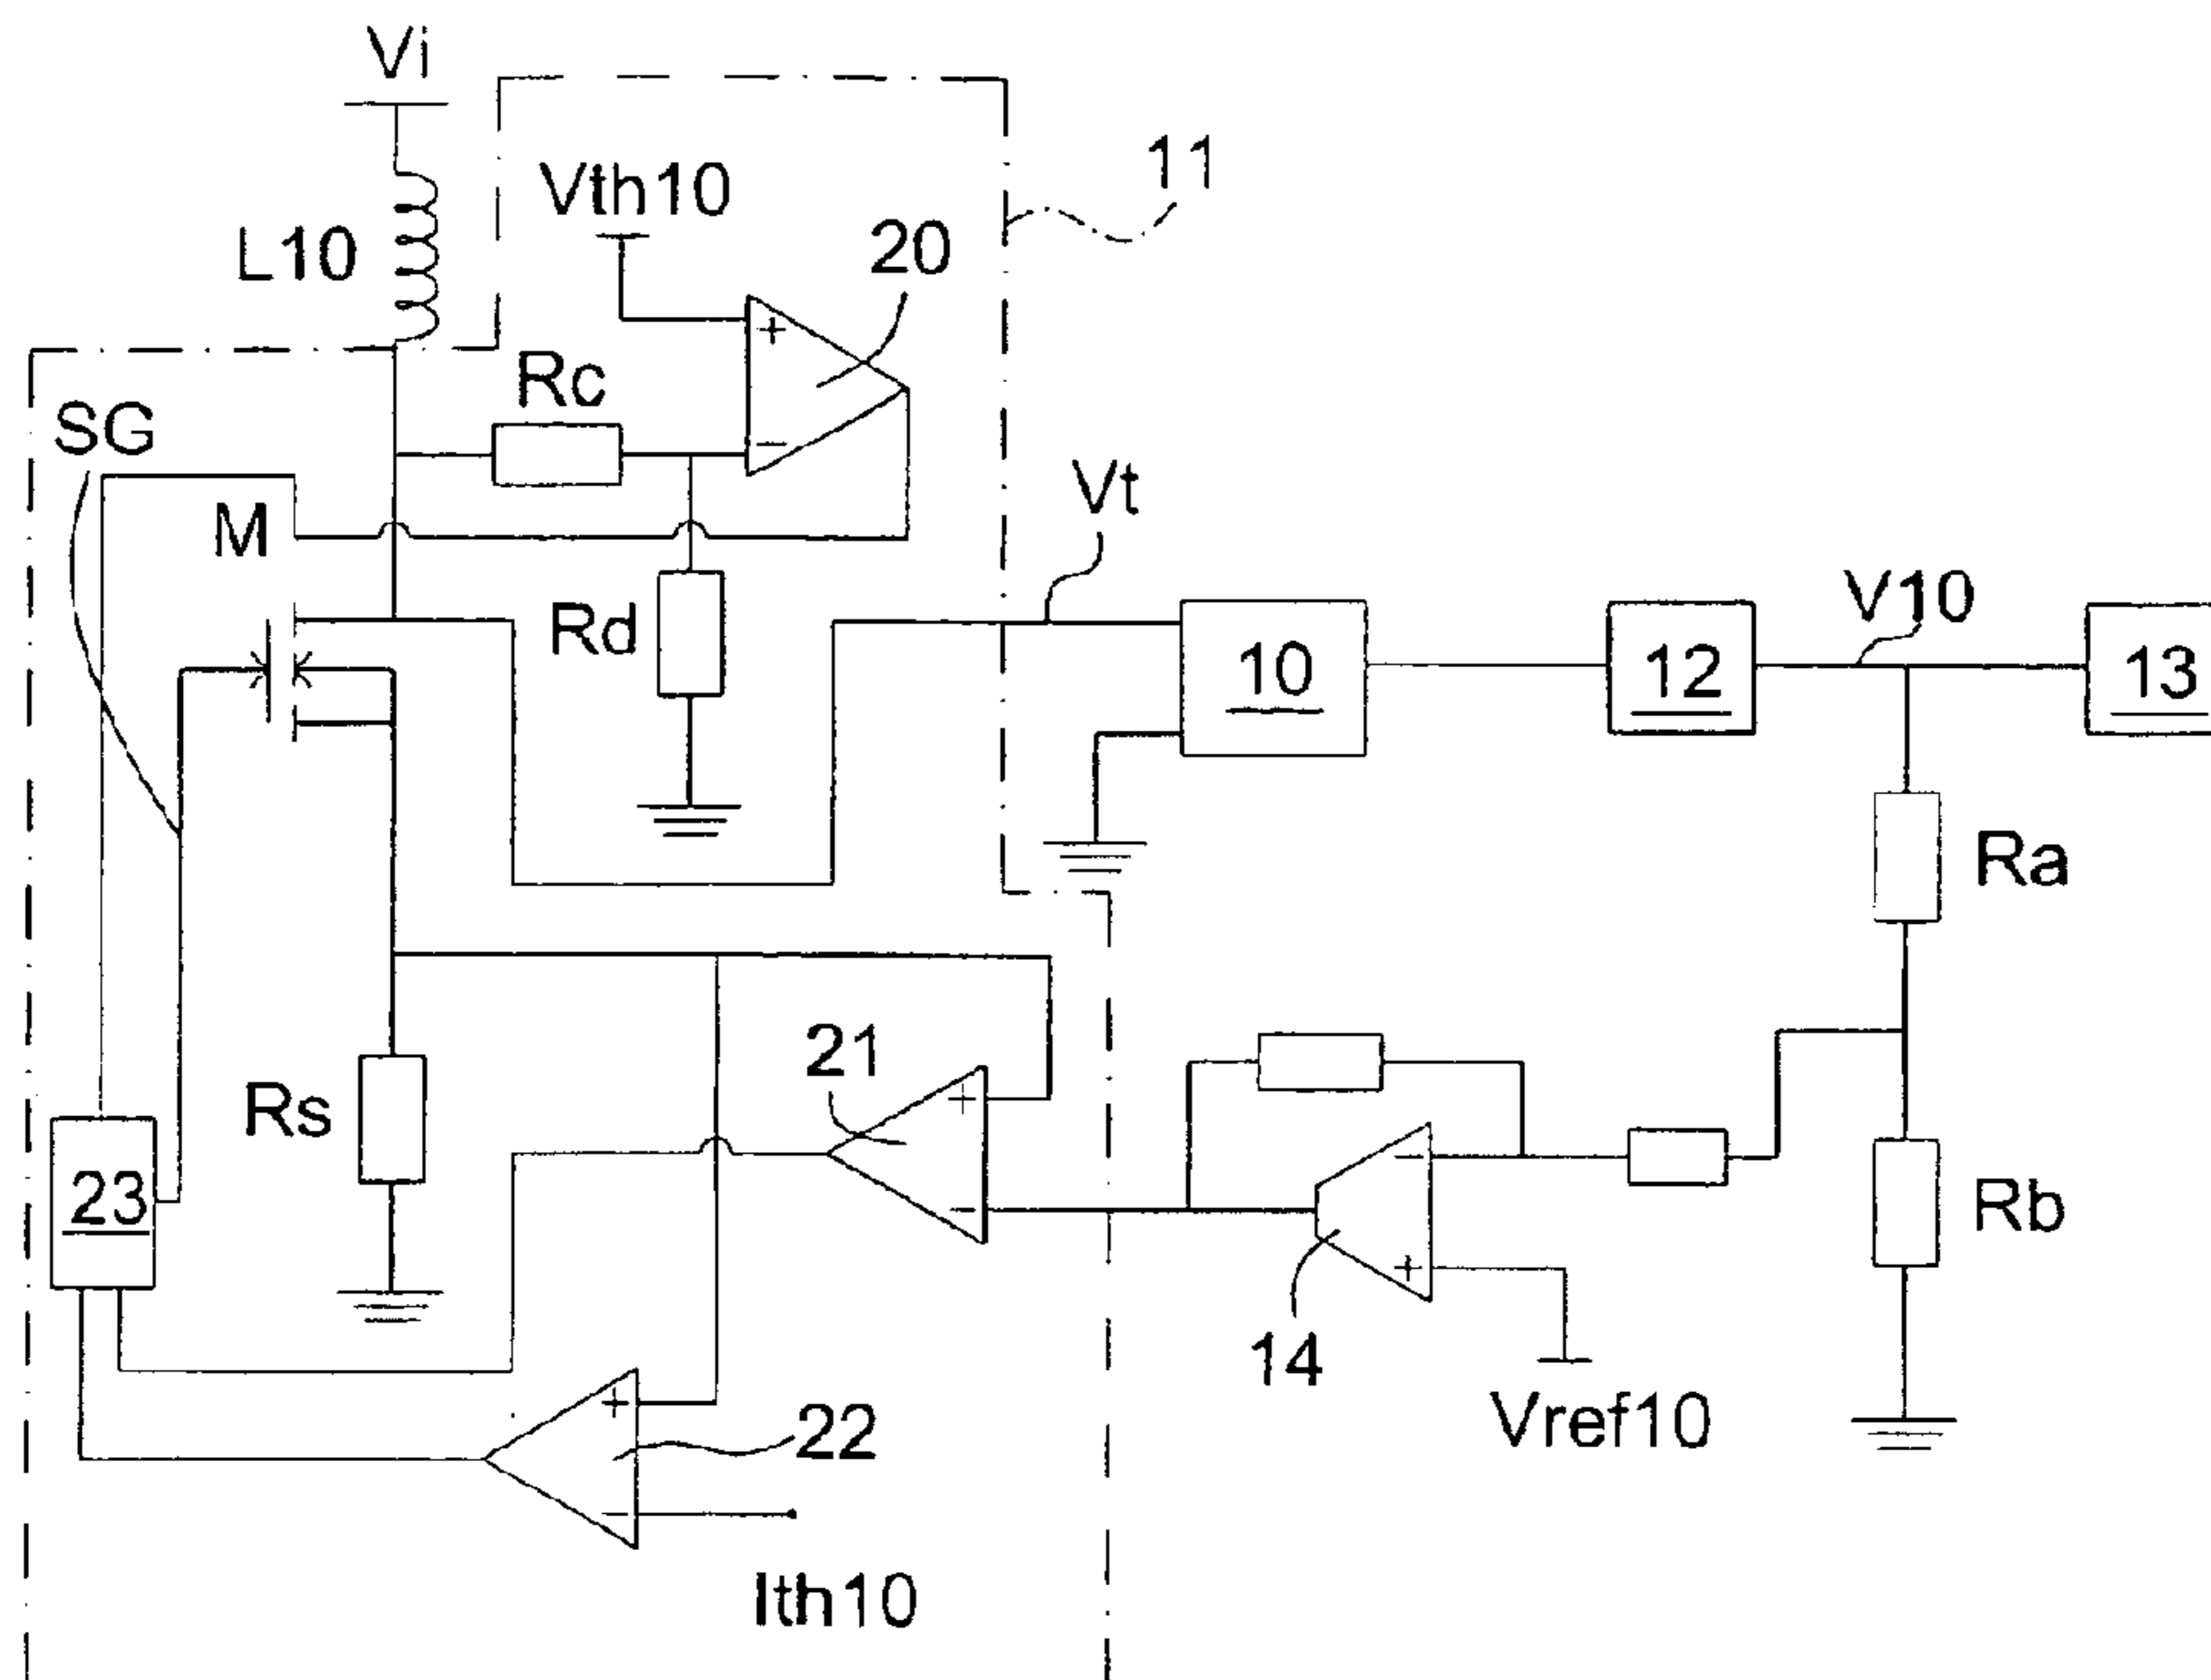 Vi
11
Vth10
20
L10
Rc
SG
Vt
M
V10
Rd
10
12
13
Ra
21
Rs
23
Rb
14
22
Vref10
Ith10
+
−
+
−
−
+
+
−